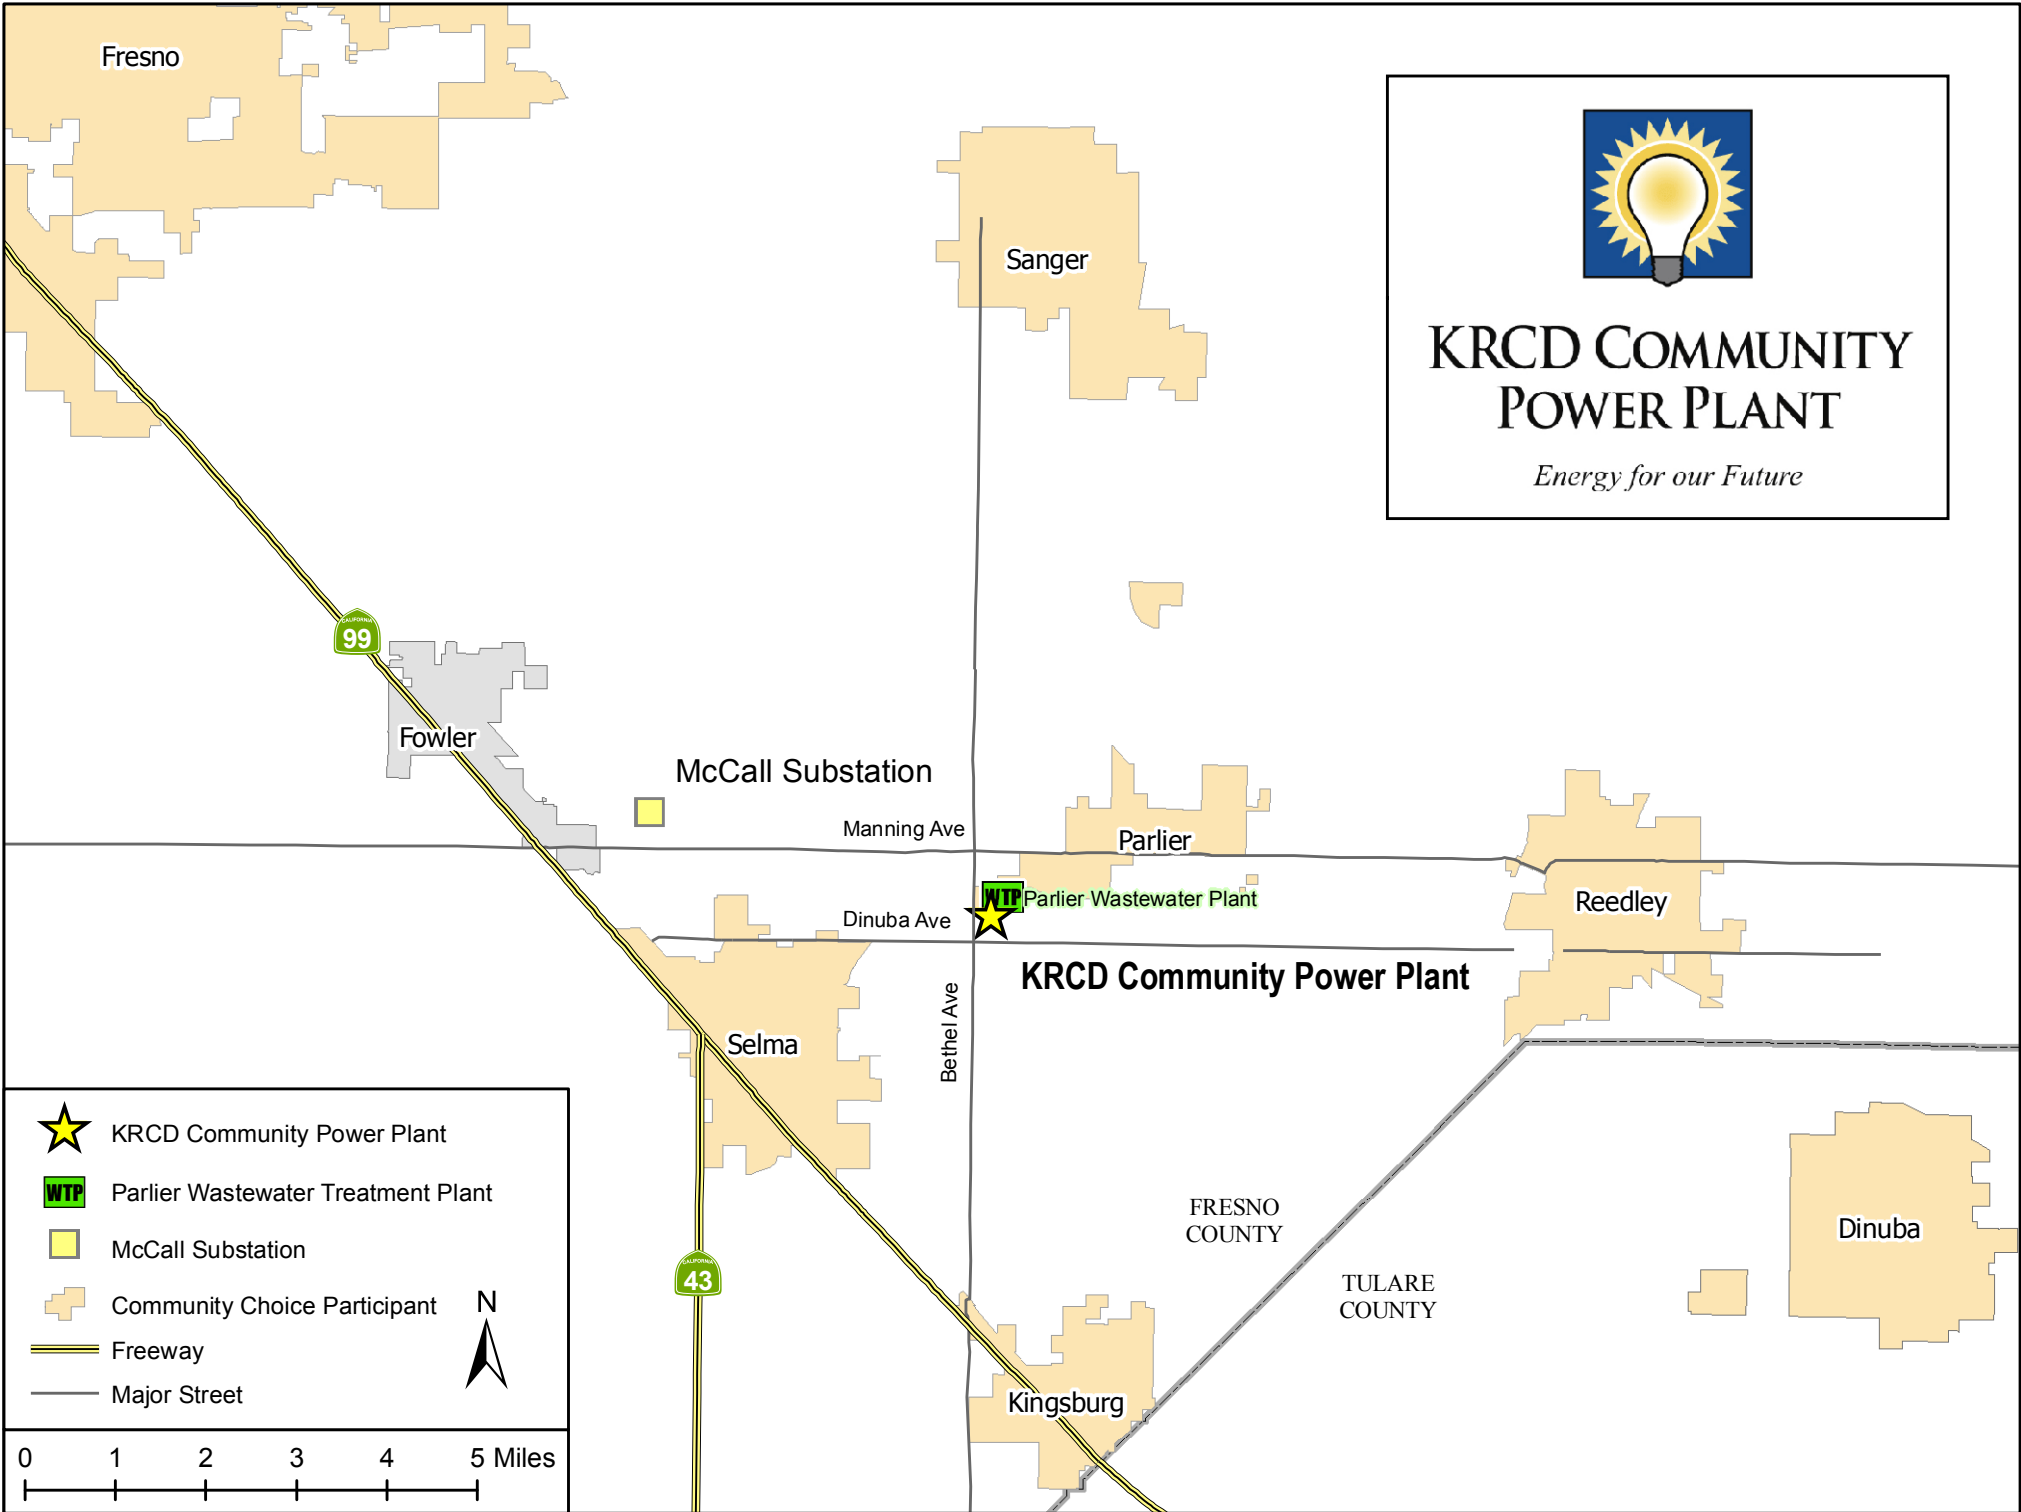 Fresno
Sanger
KRCD COMMUNITY
POWER PLANT
Energy for our Future
CALIFORNIA
99
Fowler
McCall Substation
Manning Ave
Parlier
WTP
Parlier Wastewater Plant
Reedley
Dinuba Ave
KRCD Community Power Plant
Bethel Ave
Selma
FRESNO
COUNTY
TULARE
COUNTY
Dinuba
CALIFORNIA
43
Kingsburg
KRCD Community Power Plant
WTP
Parlier Wastewater Treatment Plant
McCall Substation
Community Choice Participant
N
Freeway
Major Street
0 1 2 3 4 5 Miles